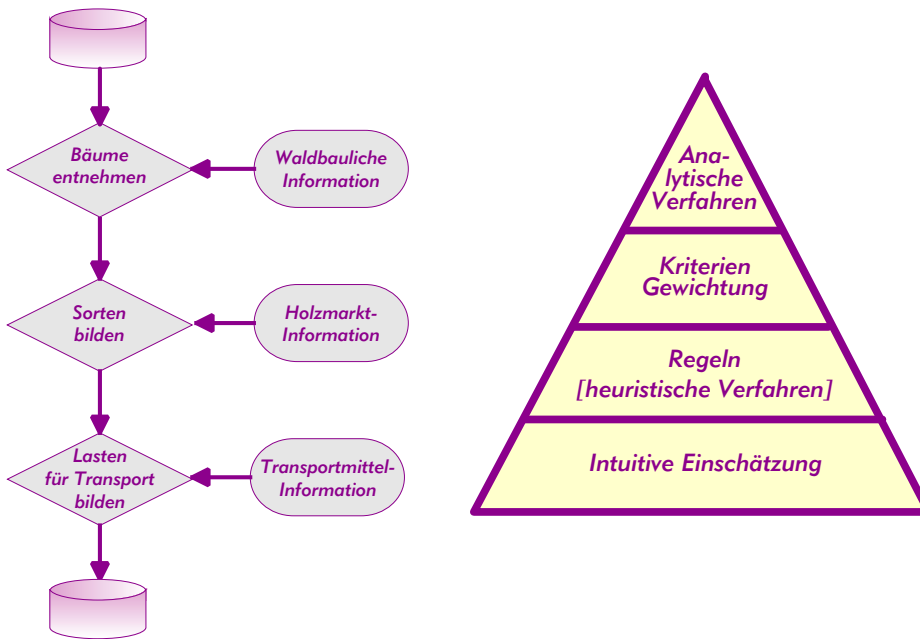 Bäume
entnehmen
Waldbauliche
Information
Sorten
bilden
Holzmarkt-
Information
Lasten
für Transport
bilden
Transportmittel-
Information
Ana-
lytische
Verfahren
Kriterien
Gewichtung
Regeln
[heuristische Verfahren]
Intuitive Einschätzung